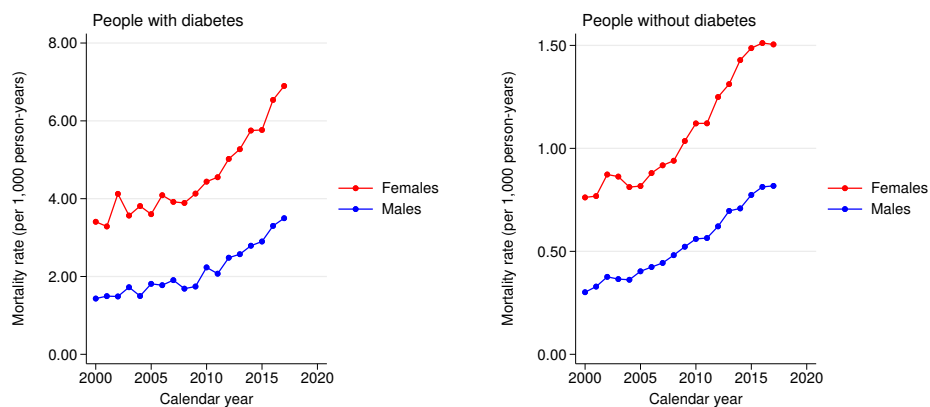 People with diabetes
Mortality rate (per 1,000 person-years)
8.00
6.00
4.00
2.00
0.00
2000 2005 2010 2015 2020
Calendar year
Females
Males
People without diabetes
Mortality rate (per 1,000 person-years)
1.50
1.00
0.50
0.00
2000 2005 2010 2015 2020
Calendar year
Females
Males